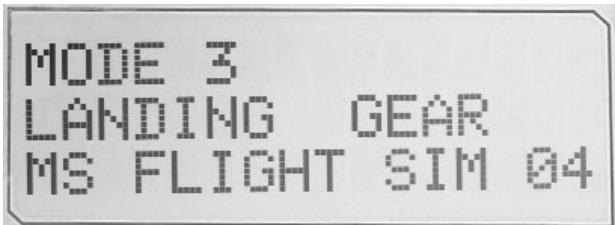 MODE 3
LANDING GEAR
MS FLIGHT SIM 04